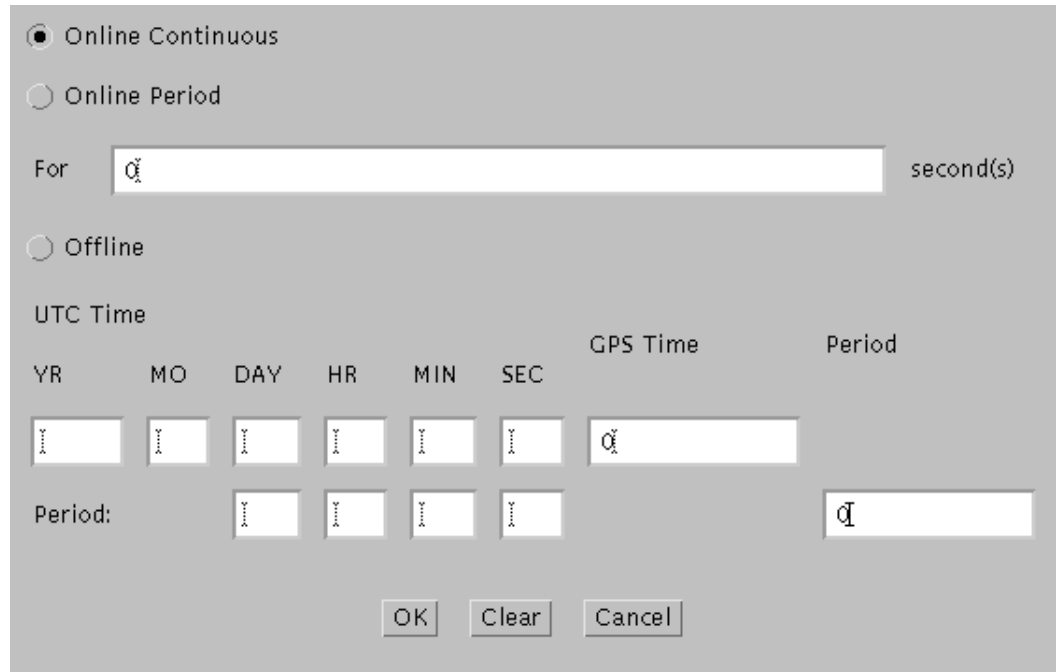 Online Continuous
Online Period
For 0 second(s)
Offline
UTC Time
GPS Time Period
YR MO DAY HR MIN SEC
0
Period: 0
OK Clear Cancel